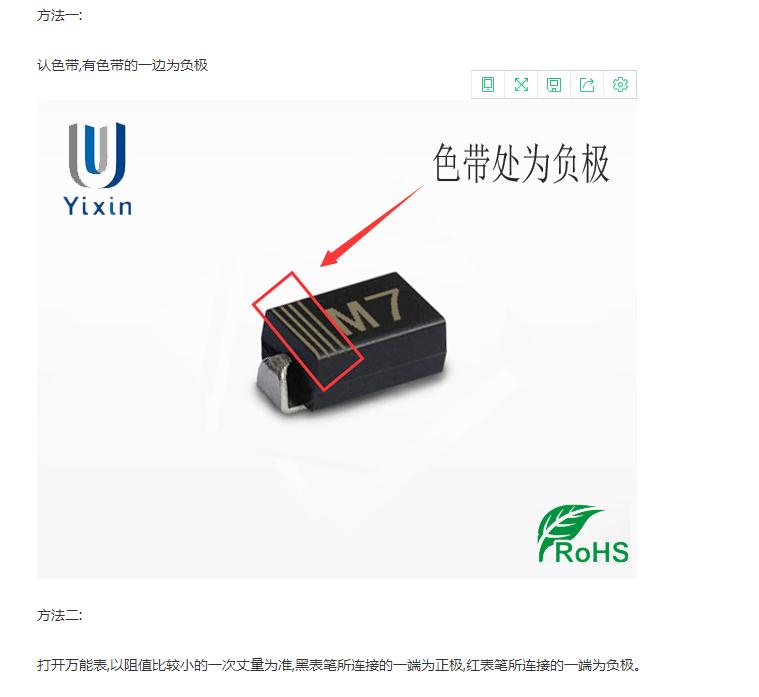 方法一:
认色带,有色带的一边为负极
Yixin
色带处为负极
M7
RoHS
方法二:
打开万能表,以阻值比较小的一次丈量为准,黑表笔所连接的一端为正极,红表笔所连接的一端为负极。